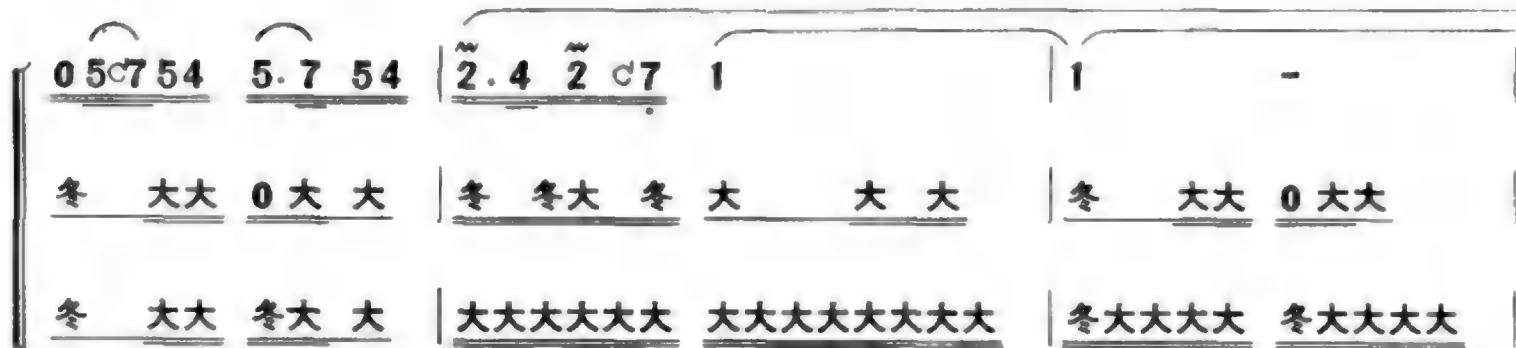 0 5 c7 5 4 5. 7 5 4 | 2. 4 2 c7 1 | 1 - |
冬 大大 0 大 大 | 冬 冬大 冬 大 大 大 | 冬 大大 0 大大
冬 大大 冬大 大 | 大大大大大大 大大大大大大大大 | 冬大大大大 冬大大大大 |